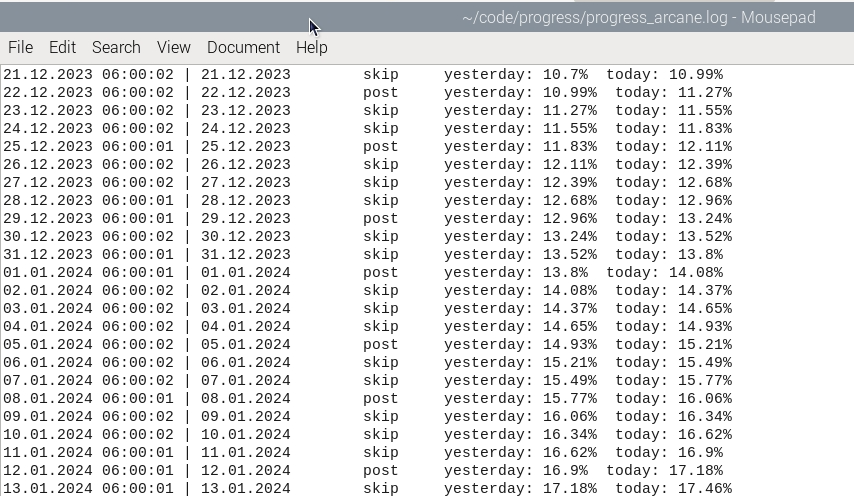 ~/code/progress/progress_arcane.log - Mousepad
File Edit Search View Document Help
21.12.2023 06:00:02 | 21.12.2023 skip yesterday: 10.7% today: 10.99%
22.12.2023 06:00:02 | 22.12.2023 post yesterday: 10.99% today: 11.27%
23.12.2023 06:00:02 | 23.12.2023 skip yesterday: 11.27% today: 11.55%
24.12.2023 06:00:02 | 24.12.2023 skip yesterday: 11.55% today: 11.83%
25.12.2023 06:00:01 | 25.12.2023 post yesterday: 11.83% today: 12.11%
26.12.2023 06:00:02 | 26.12.2023 skip yesterday: 12.11% today: 12.39%
27.12.2023 06:00:02 | 27.12.2023 skip yesterday: 12.39% today: 12.68%
28.12.2023 06:00:01 | 28.12.2023 skip yesterday: 12.68% today: 12.96%
29.12.2023 06:00:01 | 29.12.2023 post yesterday: 12.96% today: 13.24%
30.12.2023 06:00:02 | 30.12.2023 skip yesterday: 13.24% today: 13.52%
31.12.2023 06:00:01 | 31.12.2023 skip yesterday: 13.52% today: 13.8%
01.01.2024 06:00:01 | 01.01.2024 post yesterday: 13.8% today: 14.08%
02.01.2024 06:00:02 | 02.01.2024 skip yesterday: 14.08% today: 14.37%
03.01.2024 06:00:02 | 03.01.2024 skip yesterday: 14.37% today: 14.65%
04.01.2024 06:00:02 | 04.01.2024 skip yesterday: 14.65% today: 14.93%
05.01.2024 06:00:02 | 05.01.2024 post yesterday: 14.93% today: 15.21%
06.01.2024 06:00:02 | 06.01.2024 skip yesterday: 15.21% today: 15.49%
07.01.2024 06:00:02 | 07.01.2024 skip yesterday: 15.49% today: 15.77%
08.01.2024 06:00:01 | 08.01.2024 post yesterday: 15.77% today: 16.06%
09.01.2024 06:00:02 | 09.01.2024 skip yesterday: 16.06% today: 16.34%
10.01.2024 06:00:02 | 10.01.2024 skip yesterday: 16.34% today: 16.62%
11.01.2024 06:00:01 | 11.01.2024 skip yesterday: 16.62% today: 16.9%
12.01.2024 06:00:01 | 12.01.2024 post yesterday: 16.9% today: 17.18%
13.01.2024 06:00:01 | 13.01.2024 skip yesterday: 17.18% today: 17.46%